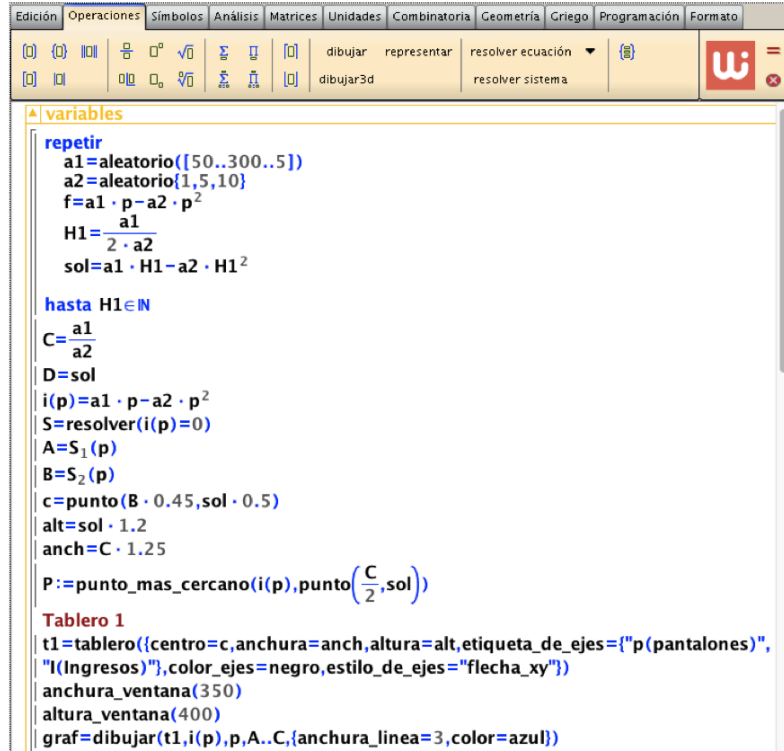 Edición Operaciones Símbolos Análisis Matrices Unidades Combinatoria Geometría Griego Programación Formato
dibujar representar resolver ecuación
dibujar3d resolver sistema
variables
repetir
a1=aleatorio([50..300..5])
a2=aleatorio{1,5,10}
f=a1 · p−a2 · p²
H1=a1/(2 · a2)
sol=a1 · H1−a2 · H1²
hasta H1∈ℕ
C=a1/a2
D=sol
i(p)=a1 · p−a2 · p²
S=resolver(i(p)=0)
A=S₁(p)
B=S₂(p)
c=punto(B · 0.45,sol · 0.5)
alt=sol · 1.2
anch=C · 1.25
P:=punto_mas_cercano(i(p),punto(C/2,sol))
Tablero 1
t1=tablero({centro=c,anchura=anch,altura=alt,etiqueta_de_ejes={"p(pantalones)",
"I(Ingresos)"},color_ejes=negro,estilo_de_ejes="flecha_xy"})
anchura_ventana(350)
altura_ventana(400)
graf=dibujar(t1,i(p),p,A..C,{anchura_linea=3,color=azul})